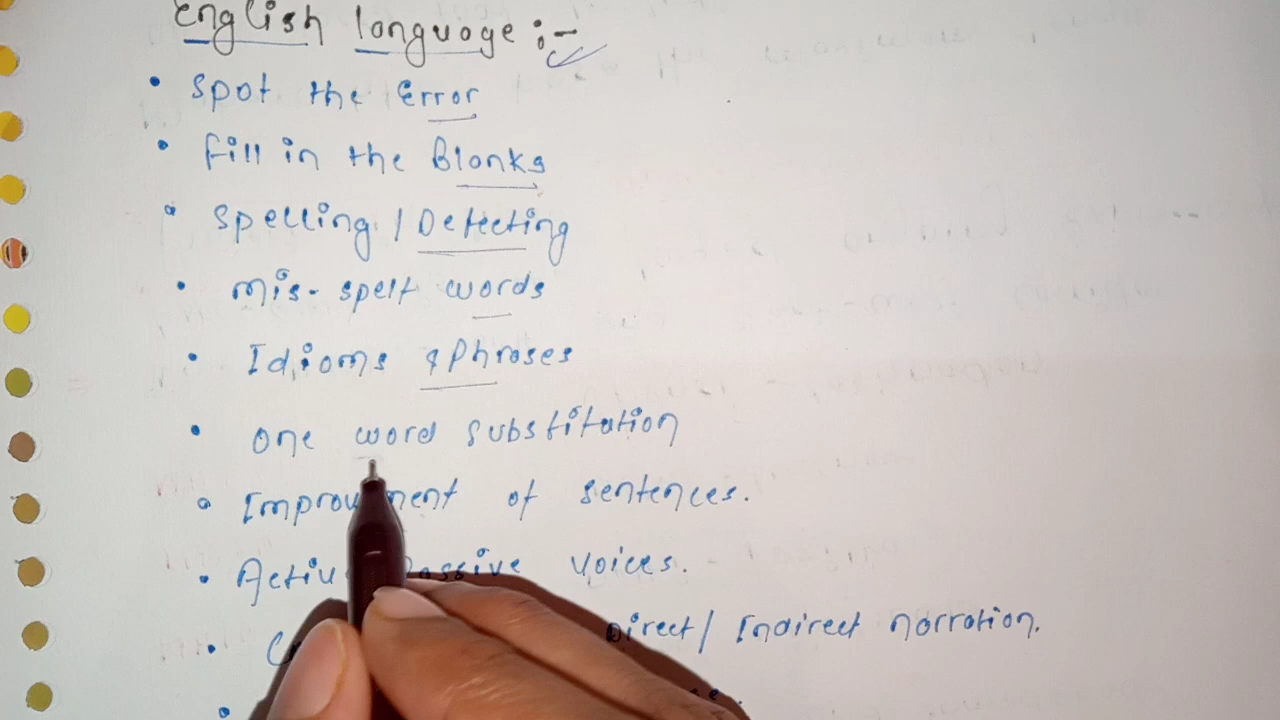 English language :-
• Spot the Error
• Fill in the Blanks
• Spelling / Detecting
• Mis-spelt words
• Idioms & Phrases
• One word substitution
• Improvement of sentences.
• Active Passive voices.
• Direct / Indirect narration.